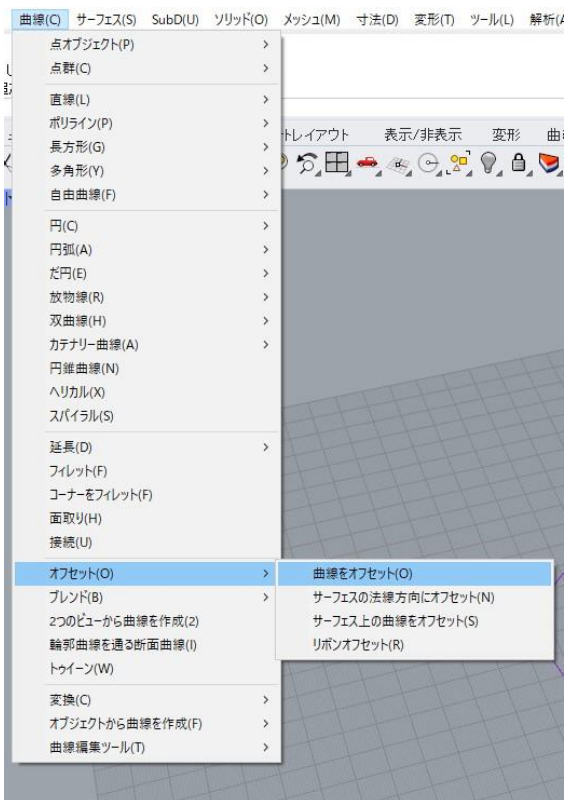 曲線(C) サーフェス(S) SubD(U) ソリッド(O) メッシュ(M) 寸法(D) 変形(T) ツール(L) 解析(A
点オブジェクト(P)
点群(C)
直線(L)
ポリライン(P)
長方形(G)
多角形(Y)
自由曲線(F)
円(C)
円弧(A)
だ円(E)
放物線(R)
双曲線(H)
カテナリー曲線(A)
円錐曲線(N)
ヘリカル(X)
スパイラル(S)
延長(D)
フィレット(F)
コーナーをフィレット(F)
面取り(H)
接続(U)
オフセット(O)
ブレンド(B)
2つのビューから曲線を作成(2)
輪郭曲線を通る断面曲線(I)
トゥイーン(W)
変換(C)
オブジェクトから曲線を作成(F)
曲線編集ツール(T)
トレイアウト 表示/非表示 変形 曲
曲線をオフセット(O)
サーフェスの法線方向にオフセット(N)
サーフェス上の曲線をオフセット(S)
リボンオフセット(R)